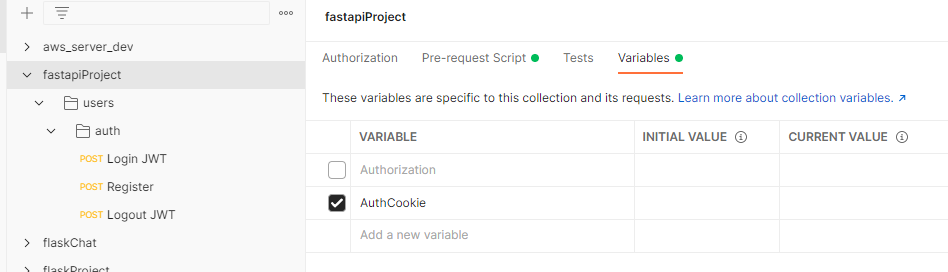 aws_server_dev
fastapiProject
users
auth
POST Login JWT
POST Register
POST Logout JWT
flaskChat
flaskProject
fastapiProject
Authorization Pre-request Script Tests Variables
These variables are specific to this collection and its requests. Learn more about collection variables. ↗
VARIABLE INITIAL VALUE CURRENT VALUE
Authorization
AuthCookie
Add a new variable